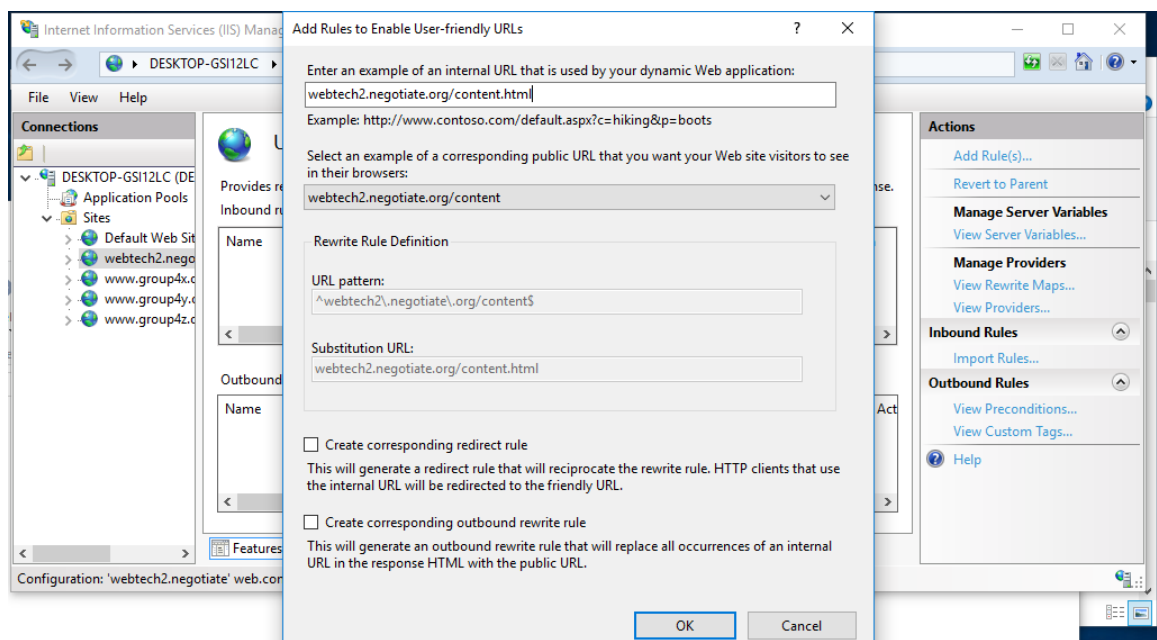 Internet Information Services (IIS) Manag
DESKTOP-GSI12LC
File View Help
Connections
DESKTOP-GSI12LC (DE
Application Pools
Sites
Default Web Sit
webtech2.nego
www.group4x.c
www.group4y.c
www.group4z.c
Provides re
Inbound ru
Name
Outbound
Name
Features
Configuration: 'webtech2.negotiate' web.con
Add Rules to Enable User-friendly URLs
Enter an example of an internal URL that is used by your dynamic Web application:
webtech2.negotiate.org/content.html
Example: http://www.contoso.com/default.aspx?c=hiking&p=boots
Select an example of a corresponding public URL that you want your Web site visitors to see
in their browsers:
webtech2.negotiate.org/content
Rewrite Rule Definition
URL pattern:
^webtech2\.negotiate\.org/content$
Substitution URL:
webtech2.negotiate.org/content.html
Create corresponding redirect rule
This will generate a redirect rule that will reciprocate the rewrite rule. HTTP clients that use
the internal URL will be redirected to the friendly URL.
Create corresponding outbound rewrite rule
This will generate an outbound rewrite rule that will replace all occurrences of an internal
URL in the response HTML with the public URL.
OK Cancel
nse.
Act
Actions
Add Rule(s)...
Revert to Parent
Manage Server Variables
View Server Variables...
Manage Providers
View Rewrite Maps...
View Providers...
Inbound Rules
Import Rules...
Outbound Rules
View Preconditions...
View Custom Tags...
Help